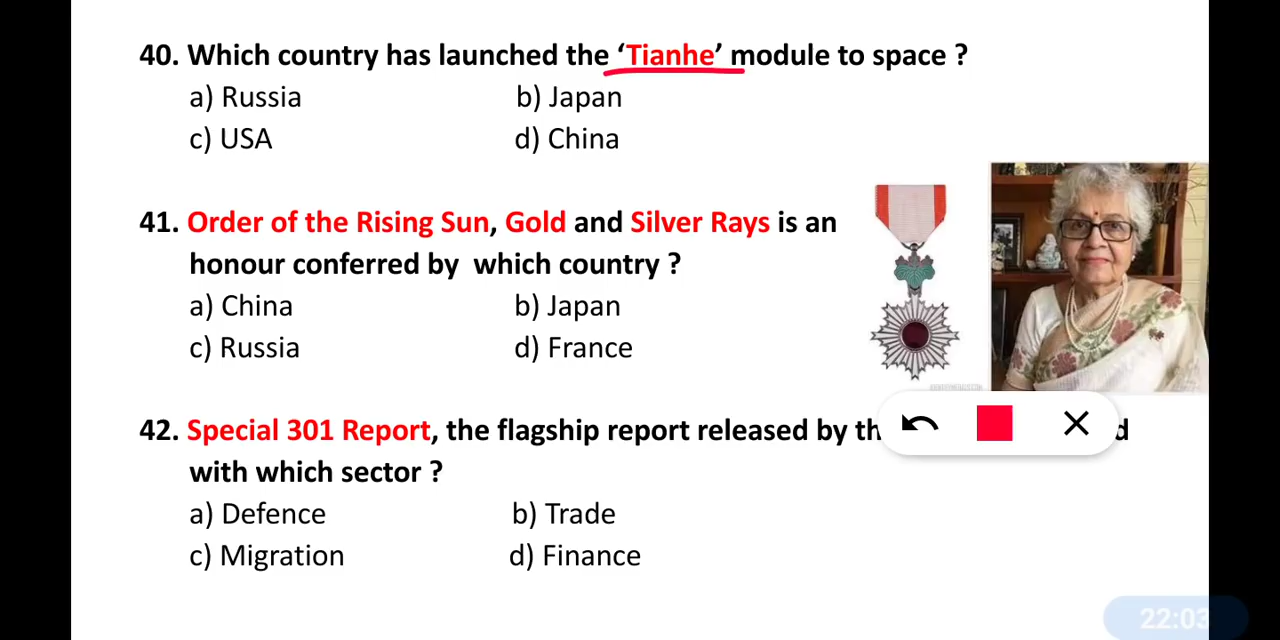 40. Which country has launched the ‘Tianhe’ module to space ?
a) Russia b) Japan
c) USA d) China
41. Order of the Rising Sun, Gold and Silver Rays is an
honour conferred by which country ?
a) China b) Japan
c) Russia d) France
42. Special 301 Report, the flagship report released by
with which sector ?
a) Defence b) Trade
c) Migration d) Finance
22:03